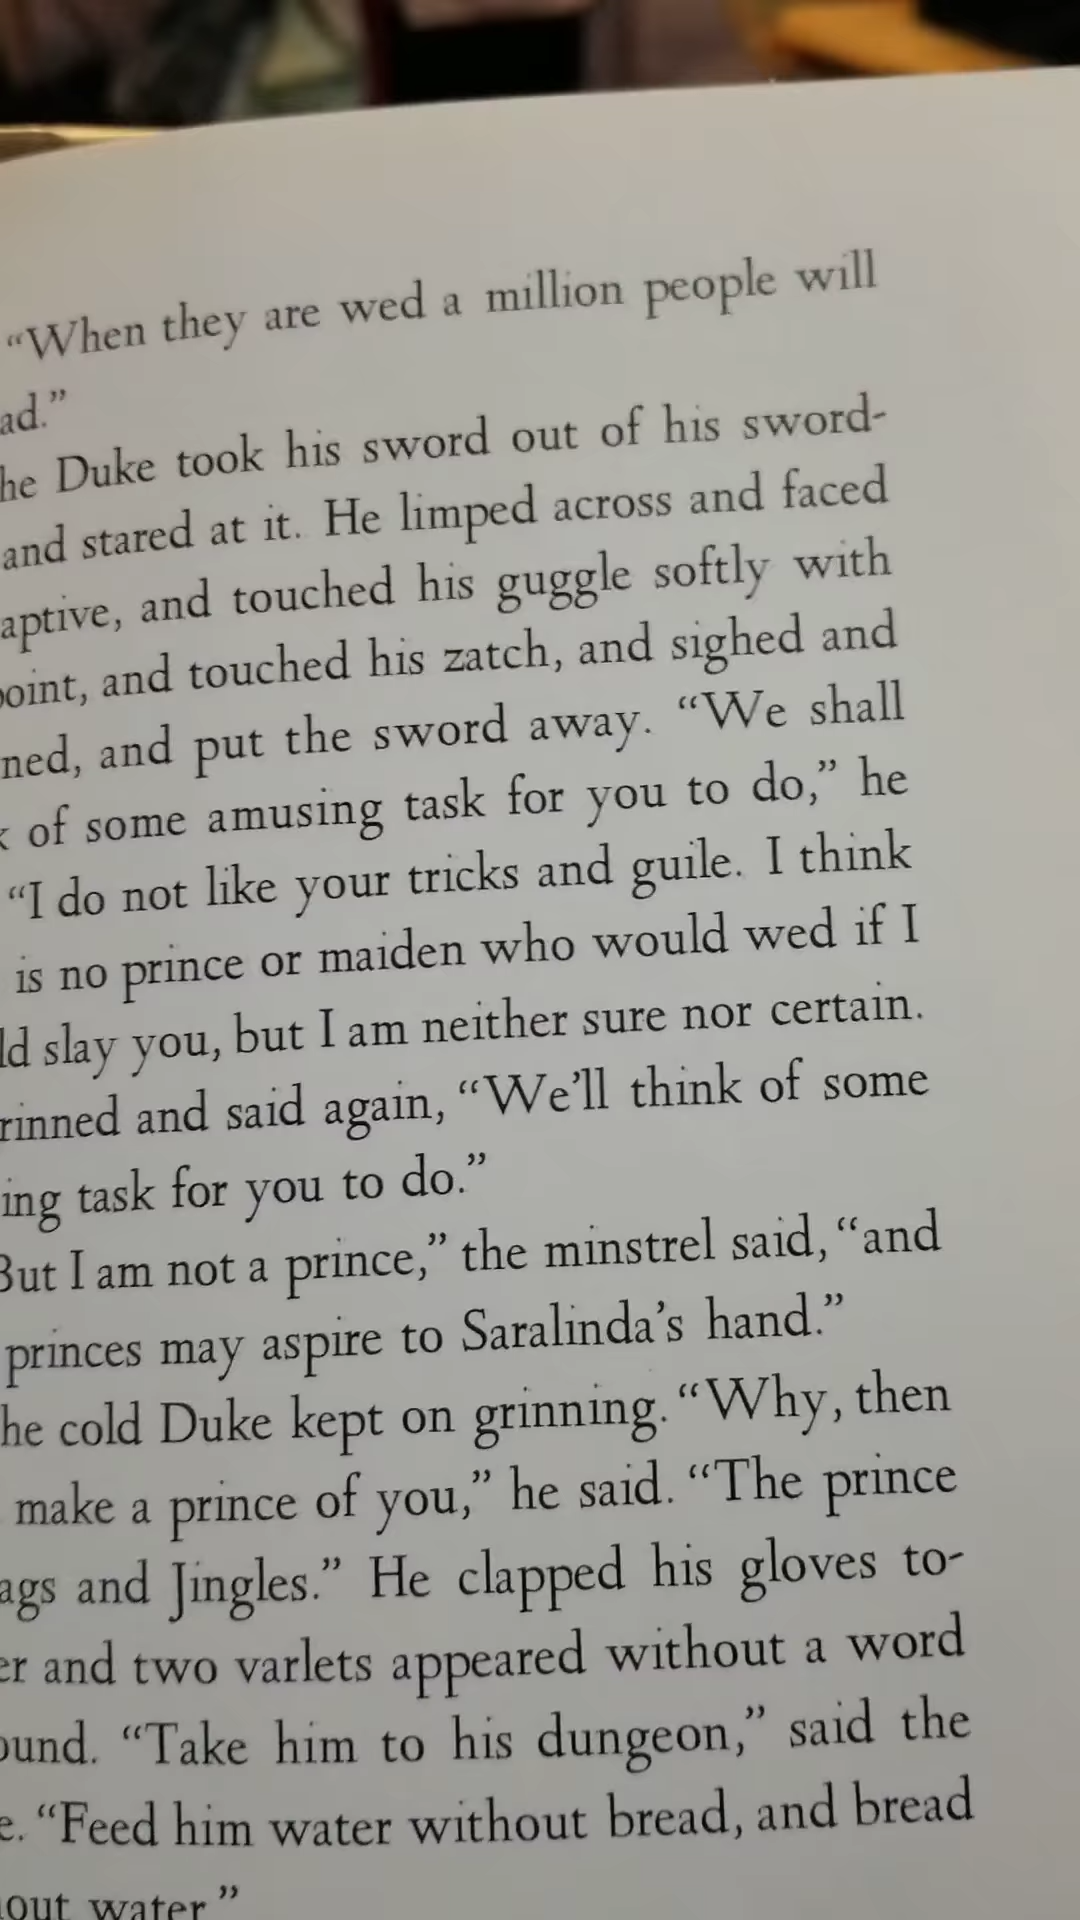 “When they are wed a million people will
ad.”
he Duke took his sword out of his sword-
and stared at it. He limped across and faced
aptive, and touched his guggle softly with
point, and touched his zatch, and sighed and
ned, and put the sword away. “We shall
k of some amusing task for you to do,” he
“I do not like your tricks and guile. I think
is no prince or maiden who would wed if I
ld slay you, but I am neither sure nor certain.
rinned and said again, “We’ll think of some
ing task for you to do.”
But I am not a prince,” the minstrel said, “and
princes may aspire to Saralinda’s hand.”
he cold Duke kept on grinning. “Why, then
make a prince of you,” he said. “The prince
ags and Jingles.” He clapped his gloves to-
er and two varlets appeared without a word
ound. “Take him to his dungeon,” said the
e. “Feed him water without bread, and bread
out water”